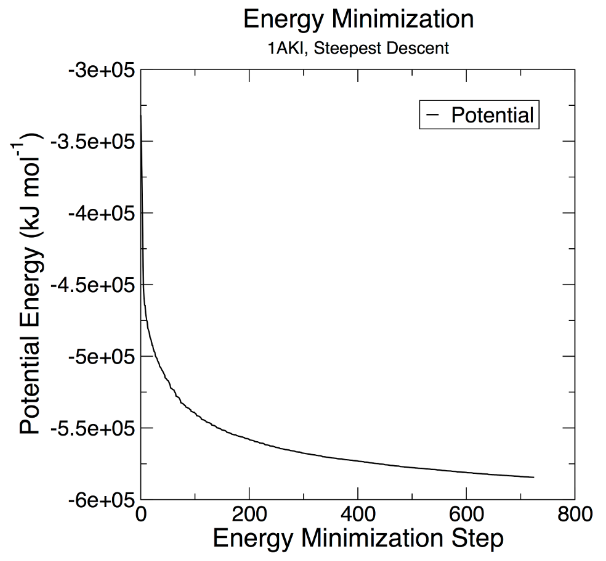 Energy Minimization
1AKI, Steepest Descent
-3e+05
-3.5e+05
-4e+05
-4.5e+05
-5e+05
-5.5e+05
-6e+05
Potential Energy (kJ mol⁻¹)
Potential
0
200
400
600
800
Energy Minimization Step